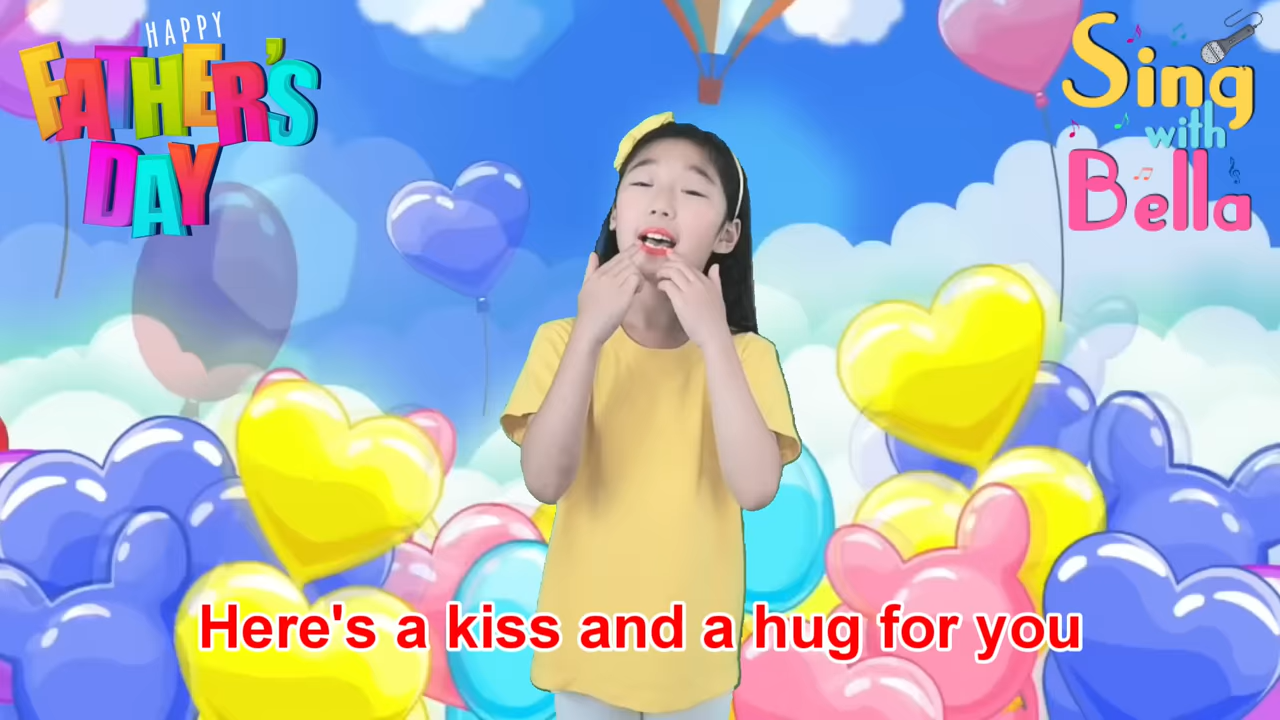 HAPPY
FATHER'S
DAY
Sing
with
Bella
Here's a kiss and a hug for you